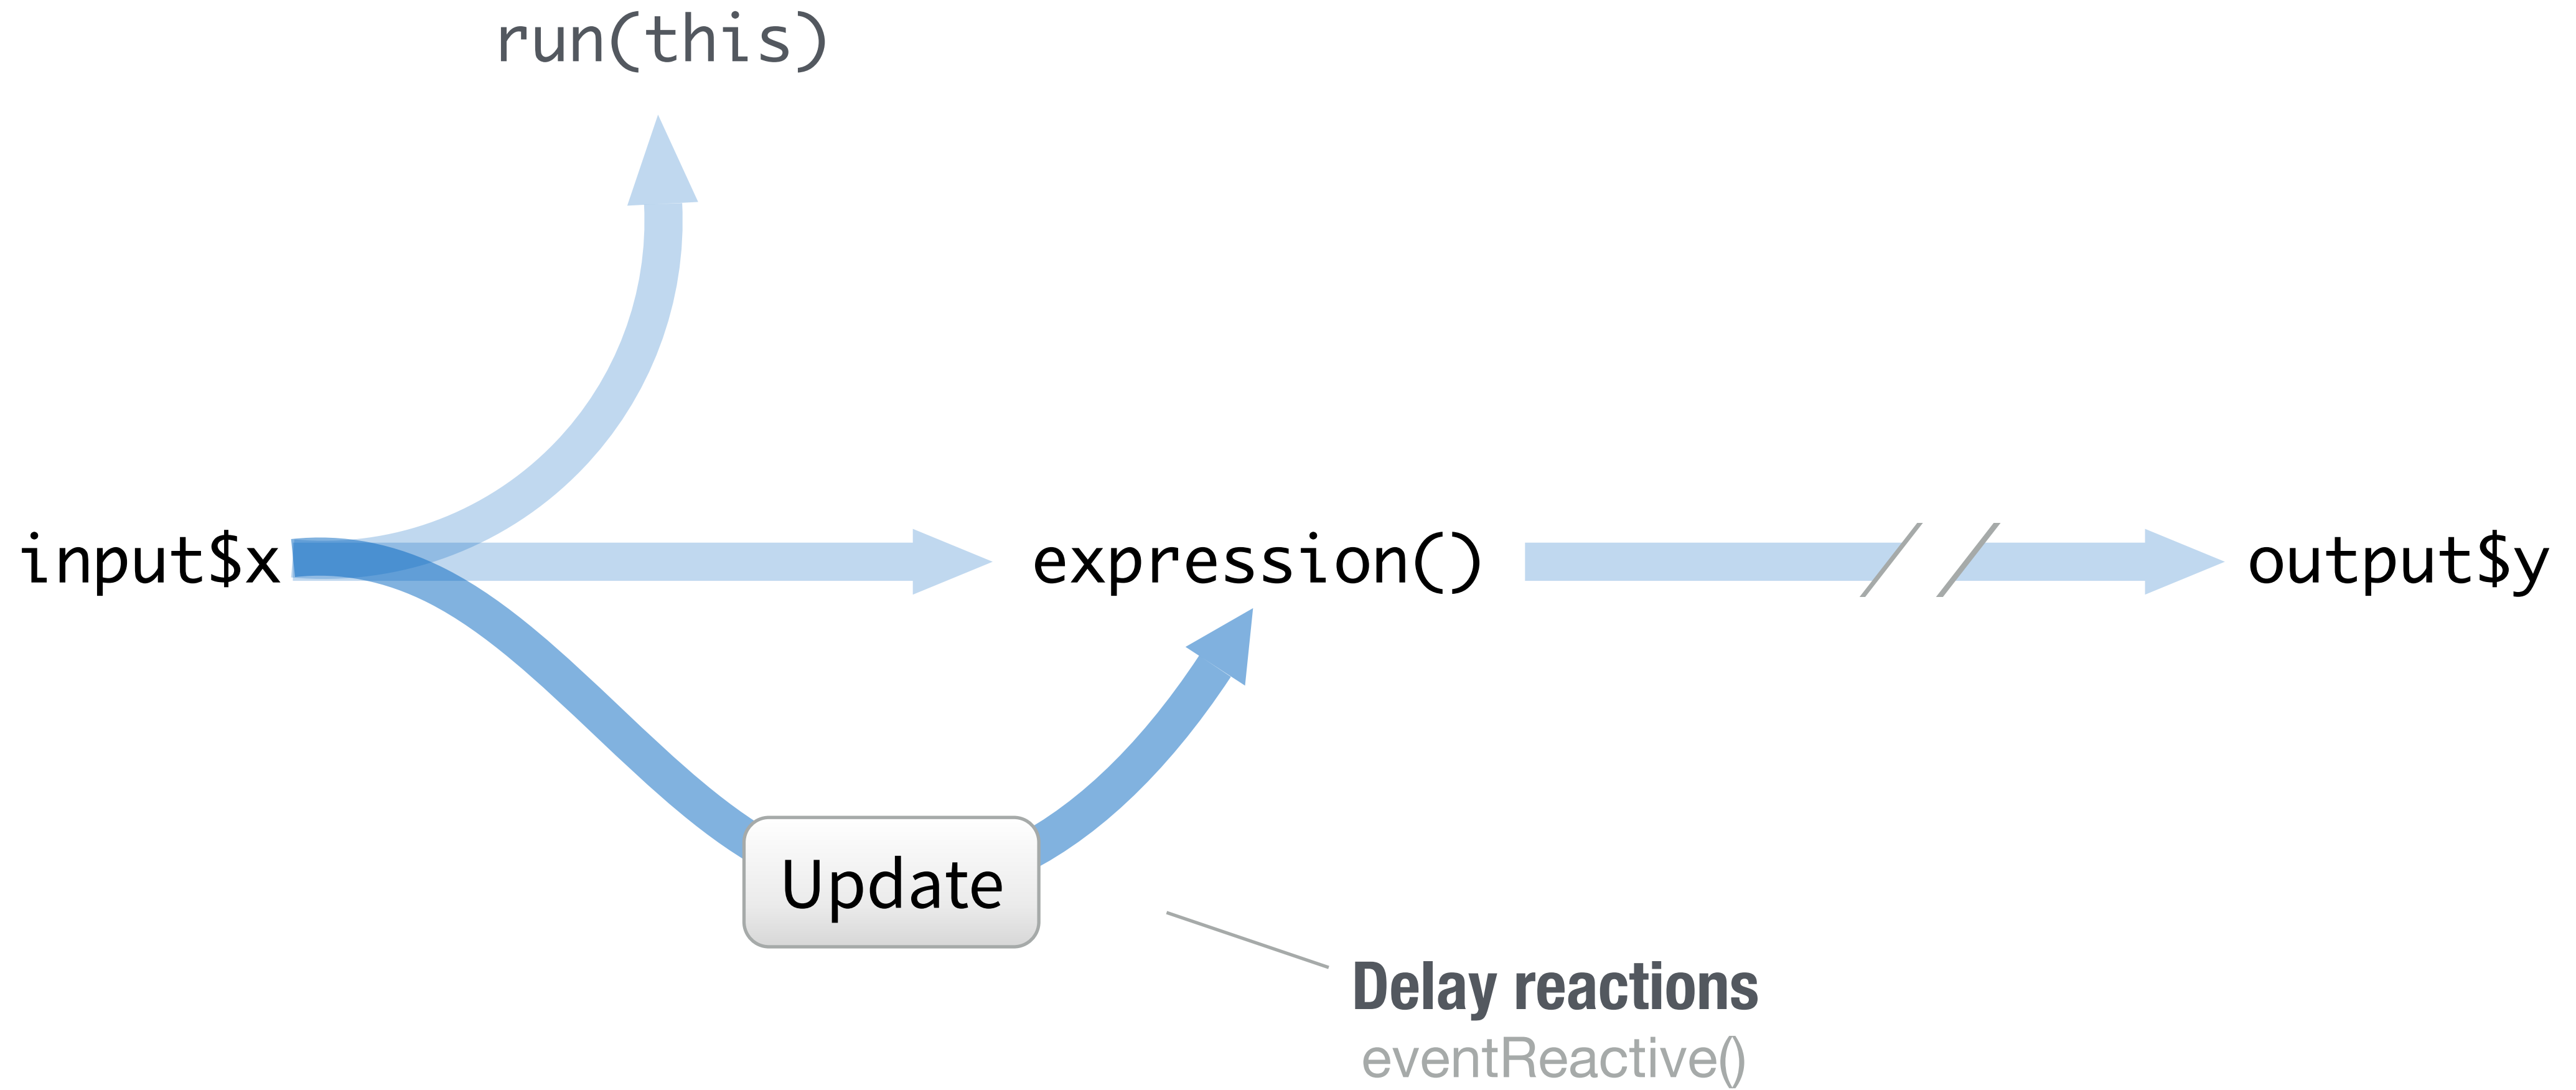 run(this)
input$x
expression()
output$y
Update
Delay reactions
eventReactive()